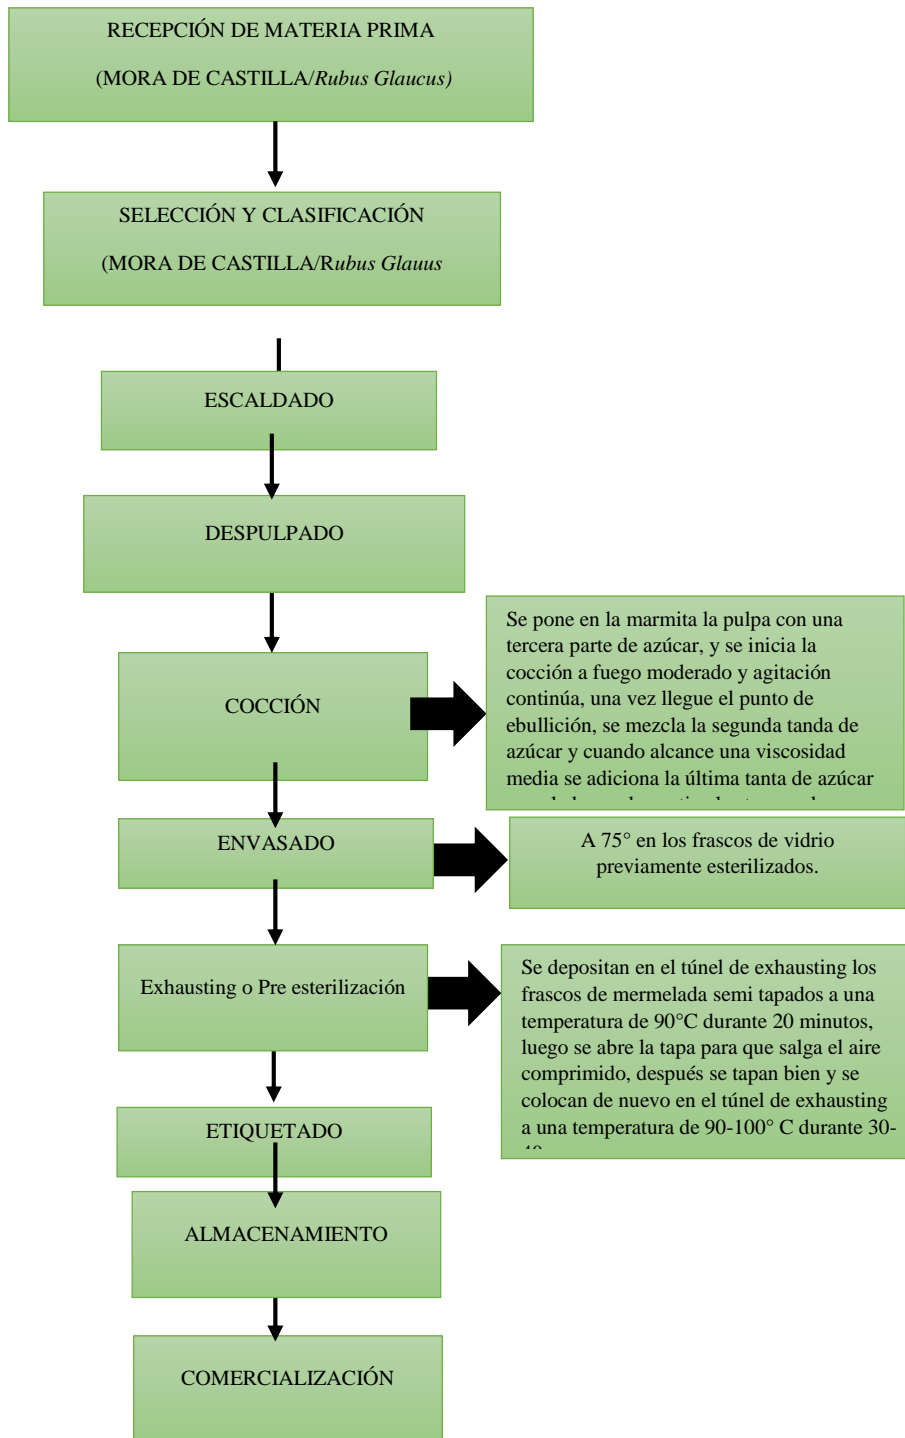 RECEPCIÓN DE MATERIA PRIMA
(MORA DE CASTILLA/Rubus Glaucus)
SELECCIÓN Y CLASIFICACIÓN
(MORA DE CASTILLA/Rubus Glauus
ESCALDADO
DESPULPADO
COCCIÓN
Se pone en la marmita la pulpa con una
tercera parte de azúcar, y se inicia la
cocción a fuego moderado y agitación
continúa, una vez llegue el punto de
ebullición, se mezcla la segunda tanda de
azúcar y cuando alcance una viscosidad
media se adiciona la última tanta de azúcar
ENVASADO
A 75° en los frascos de vidrio
previamente esterilizados.
Exhausting o Pre esterilización
Se depositan en el túnel de exhausting los
frascos de mermelada semi tapados a una
temperatura de 90°C durante 20 minutos,
luego se abre la tapa para que salga el aire
comprimido, después se tapan bien y se
colocan de nuevo en el túnel de exhausting
a una temperatura de 90-100° C durante 30-
ETIQUETADO
ALMACENAMIENTO
COMERCIALIZACIÓN